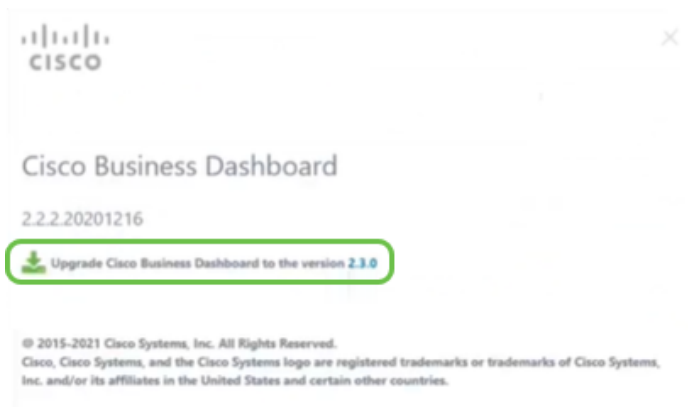 CISCO
Cisco Business Dashboard
2.2.2.20201216
Upgrade Cisco Business Dashboard to the version 2.3.0
© 2015-2021 Cisco Systems, Inc. All Rights Reserved.
Cisco, Cisco Systems, and the Cisco Systems logo are registered trademarks or trademarks of Cisco Systems,
Inc. and/or its affiliates in the United States and certain other countries.